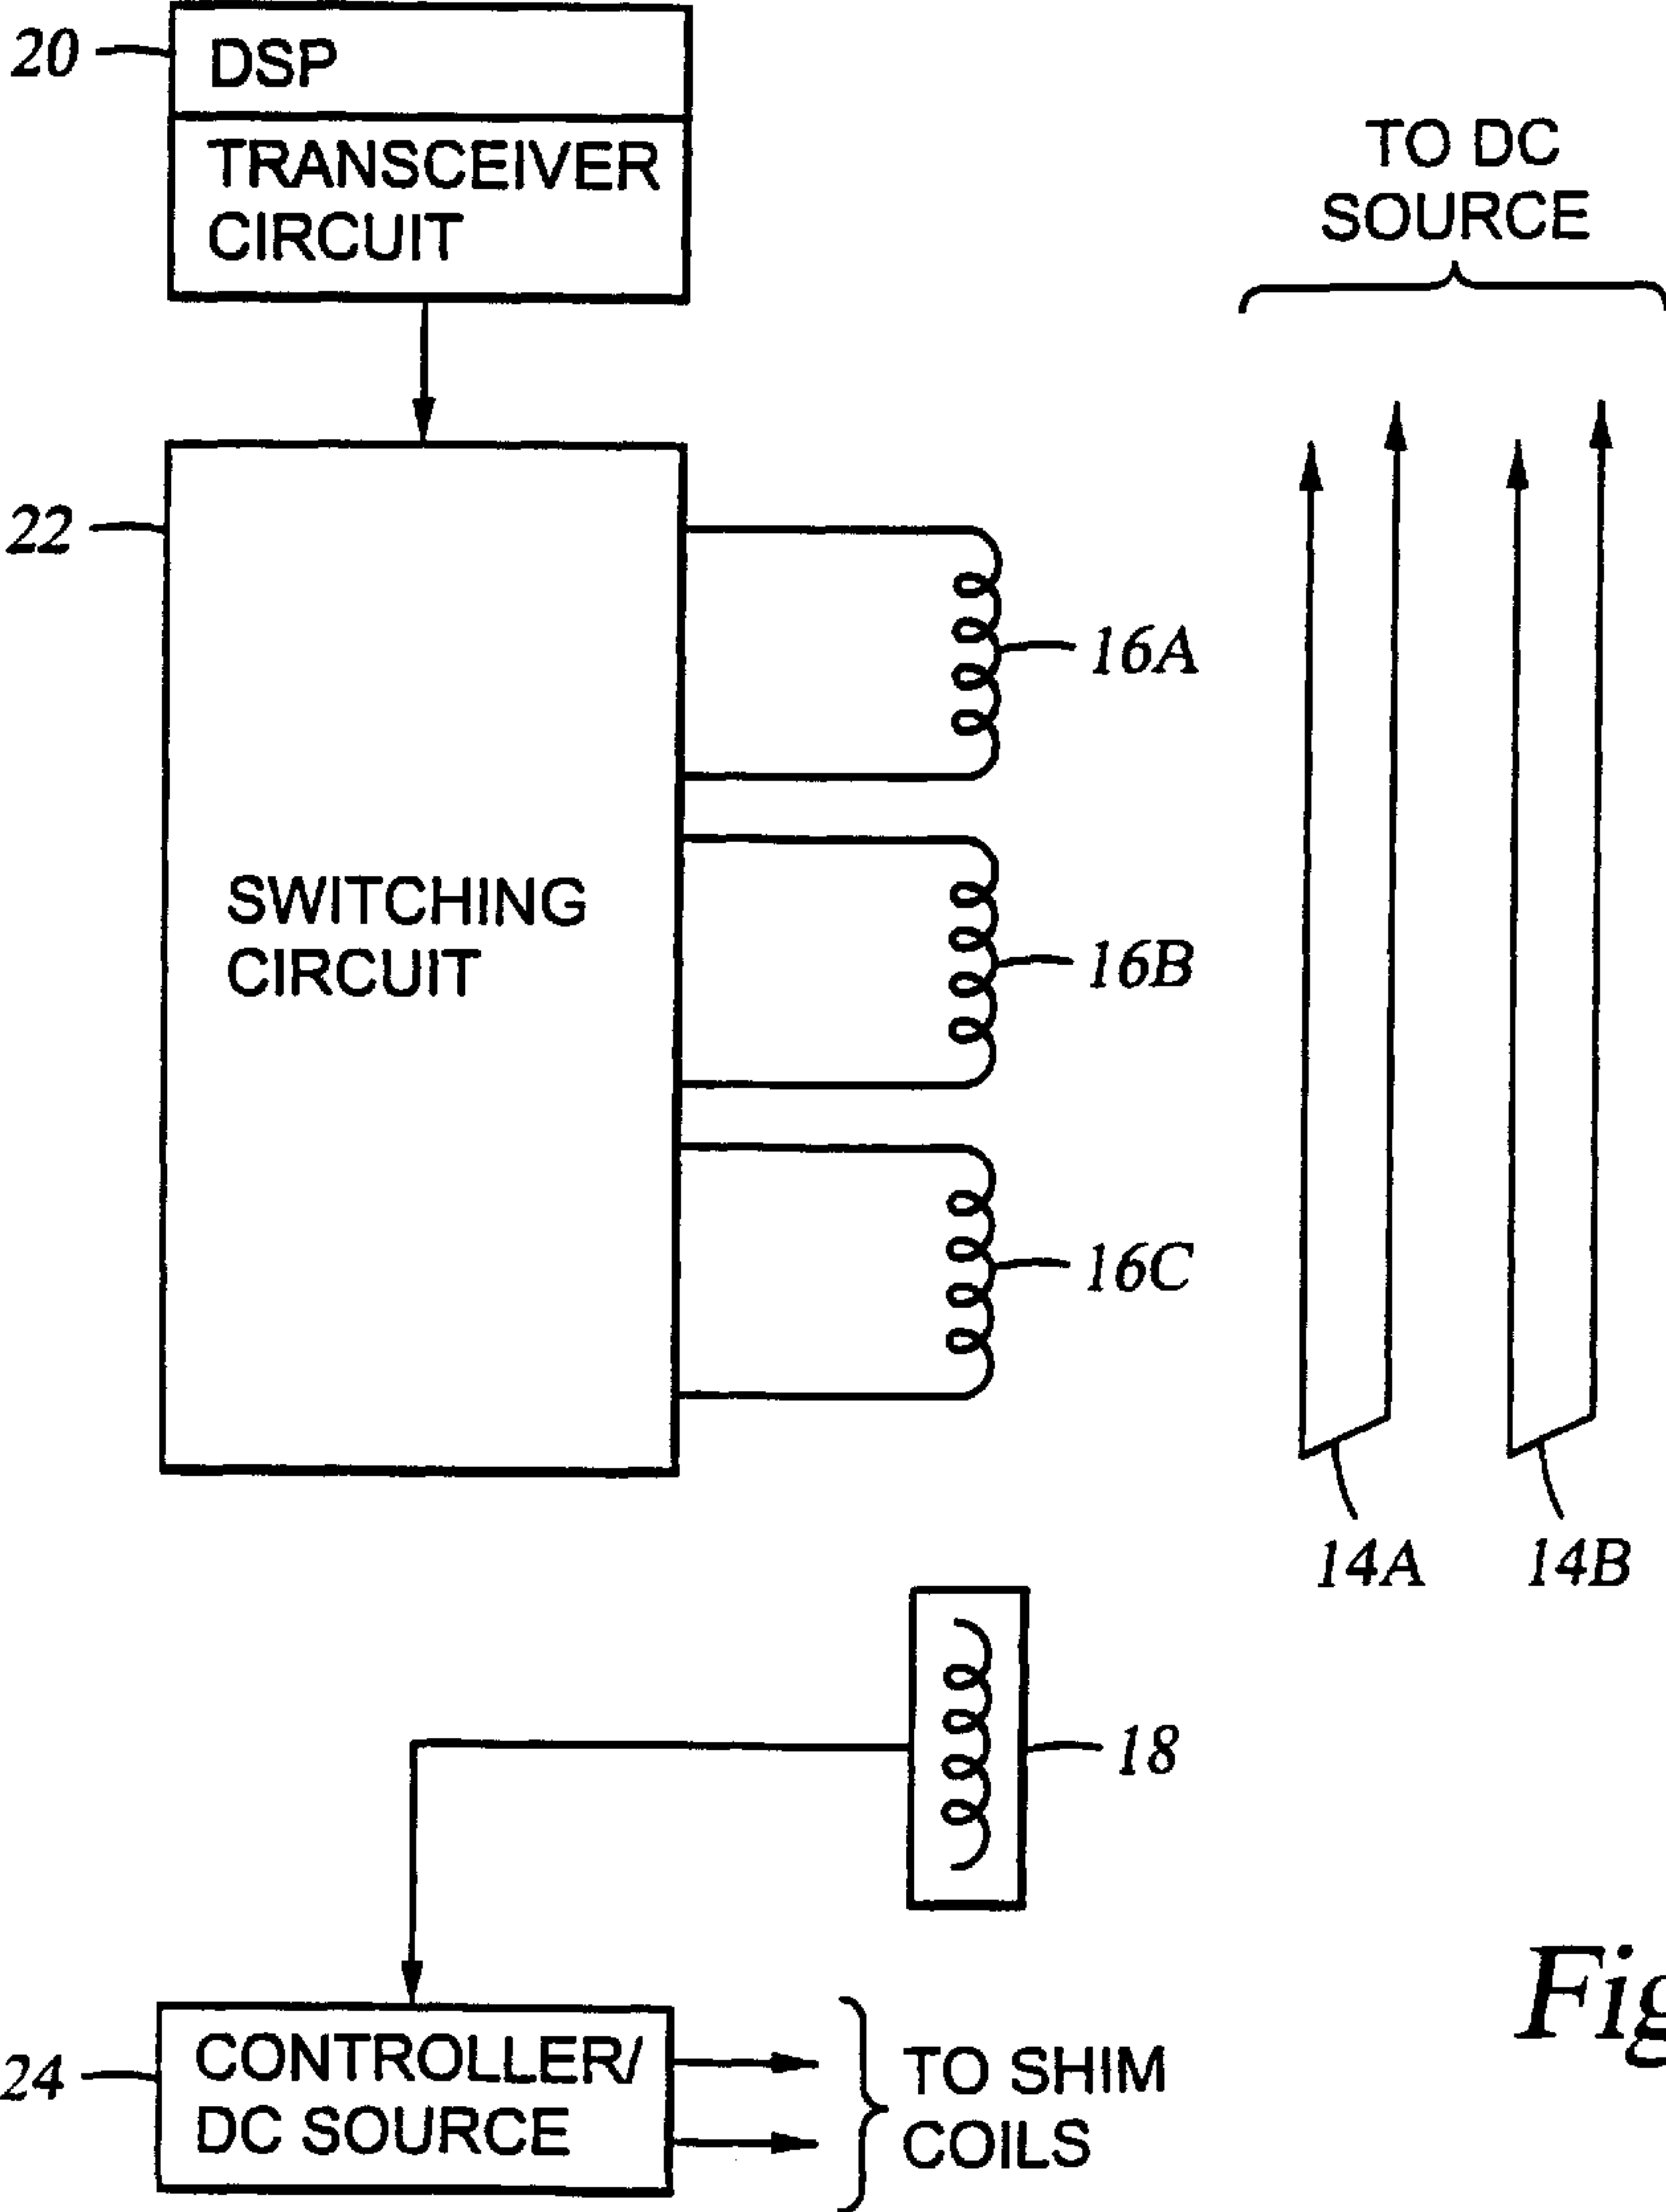 20
DSP
TRANSCEIVER
CIRCUIT
TO DC
SOURCE
22
SWITCHING
CIRCUIT
16A
16B
16C
14A
14B
18
24
CONTROLLER/
DC SOURCE
TO SHIM
COILS
Fig